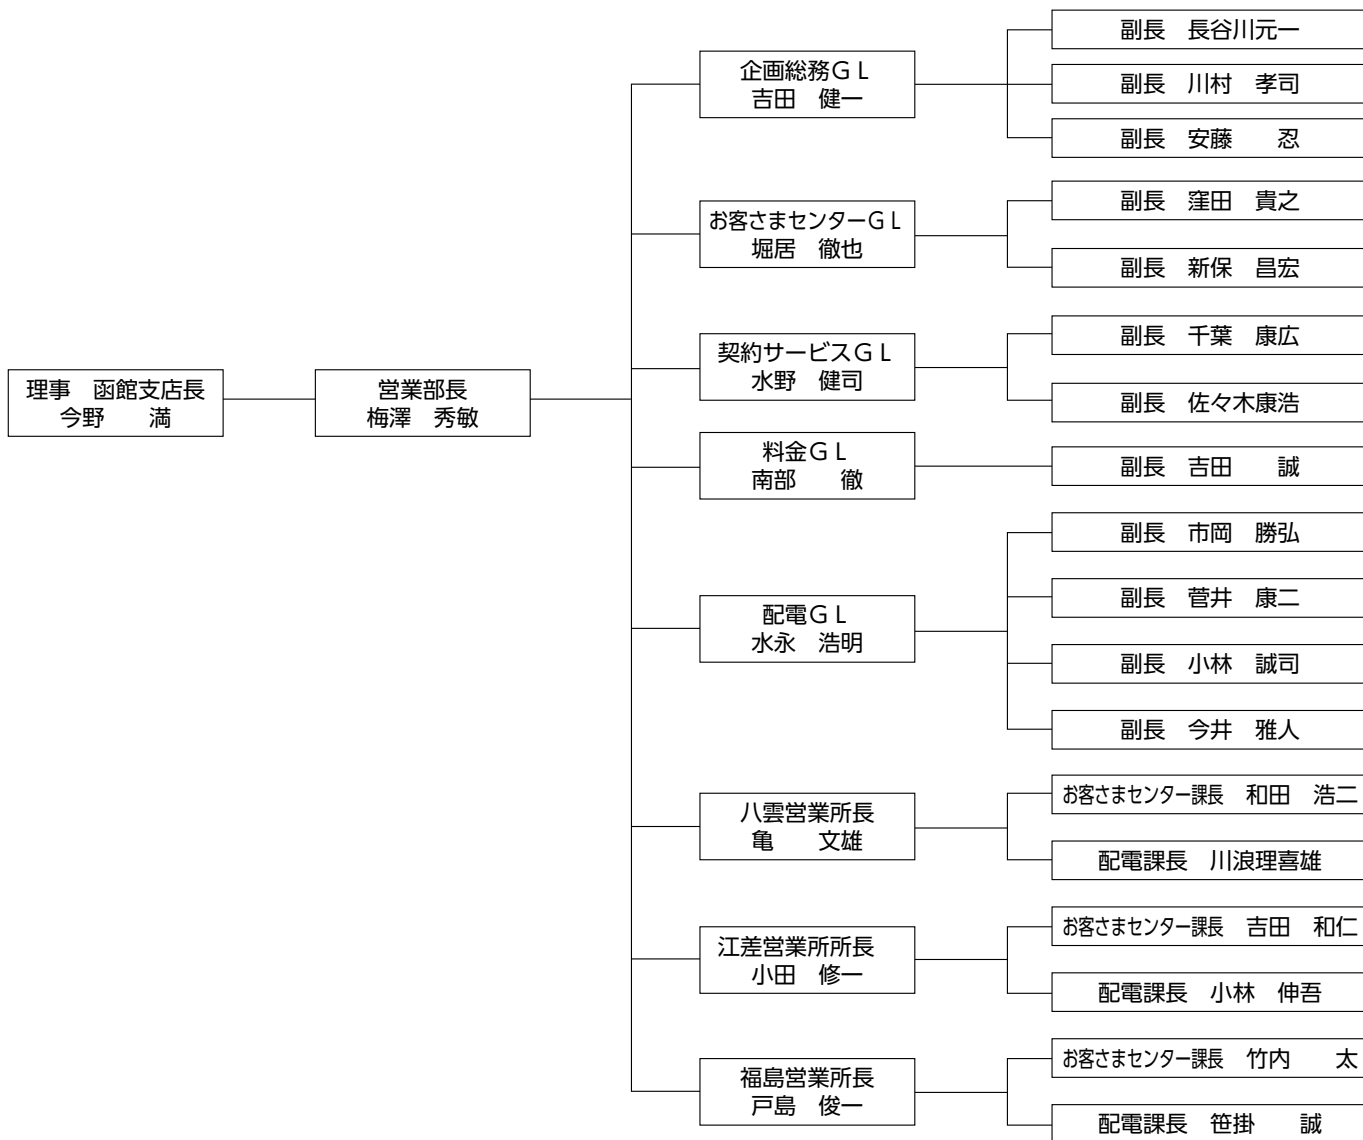 理事　函館支店長
今野　　満
営業部長
梅澤　秀敏
企画総務ＧＬ
吉田　健一
副長　長谷川元一
副長　川村　孝司
副長　安藤　　忍
お客さまセンターＧＬ
堀居　徹也
副長　窪田　貴之
副長　新保　昌宏
契約サービスＧＬ
水野　健司
副長　千葉　康広
副長　佐々木康浩
料金ＧＬ
南部　　徹
副長　吉田　　誠
配電ＧＬ
水永　浩明
副長　市岡　勝弘
副長　菅井　康二
副長　小林　誠司
副長　今井　雅人
八雲営業所長
亀　　文雄
お客さまセンター課長　和田　浩二
配電課長　川浪理喜雄
江差営業所所長
小田　修一
お客さまセンター課長　吉田　和仁
配電課長　小林　伸吾
福島営業所長
戸島　俊一
お客さまセンター課長　竹内　　太
配電課長　笹掛　　誠